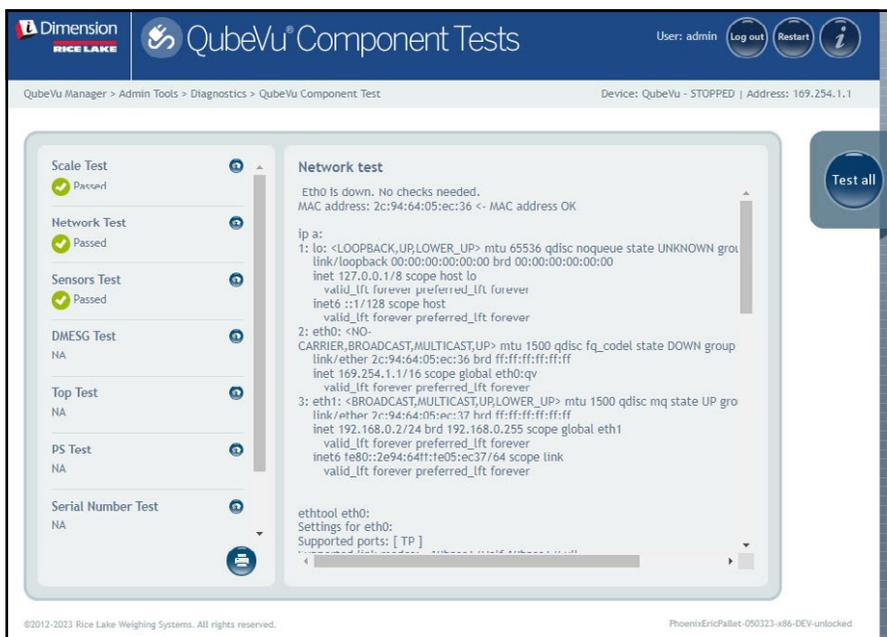 iDimension
RICE LAKE
QubeVu® Component Tests
User: admin
Log out
Restart
i
QubeVu Manager > Admin Tools > Diagnostics > QubeVu Component Test
Device: QubeVu - STOPPED | Address: 169.254.1.1
Scale Test
Passed
Network Test
Passed
Sensors Test
Passed
DMESG Test
NA
Top Test
NA
PS Test
NA
Serial Number Test
NA
Network test
Eth0 is down. No checks needed.
MAC address: 2c:94:64:05:ec:36 <- MAC address OK
ip a:
1: lo: <LOOPBACK,UP,LOWER_UP> mtu 65536 qdisc noqueue state UNKNOWN grou
link/loopback 00:00:00:00:00:00 brd 00:00:00:00:00:00
inet 127.0.0.1/8 scope host lo
valid_lft forever preferred_lft forever
inet6 ::1/128 scope host
valid_lft forever preferred_lft forever
2: eth0: <NO-
CARRIER,BROADCAST,MULTICAST,UP> mtu 1500 qdisc fq_codel state DOWN group
link/ether 2c:94:64:05:ec:36 brd ff:ff:ff:ff:ff:ff
inet 169.254.1.1/16 scope global eth0:qv
valid_lft forever preferred_lft forever
3: eth1: <BROADCAST,MULTICAST,UP,LOWER_UP> mtu 1500 qdisc mq state UP gro
link/ether 2c:94:64:05:ec:37 brd ff:ff:ff:ff:ff:ff
inet 192.168.0.2/24 brd 192.168.0.255 scope global eth1
valid_lft forever preferred_lft forever
inet6 fe80::2e94:64ff:fe05:ec37/64 scope link
valid_lft forever preferred_lft forever
ethtool eth0:
Settings for eth0:
Supported ports: [ TP ]
Test all
©2012-2023 Rice Lake Weighing Systems. All rights reserved.
PhoenixEricPallet-050323-x86-DEV-unlocked